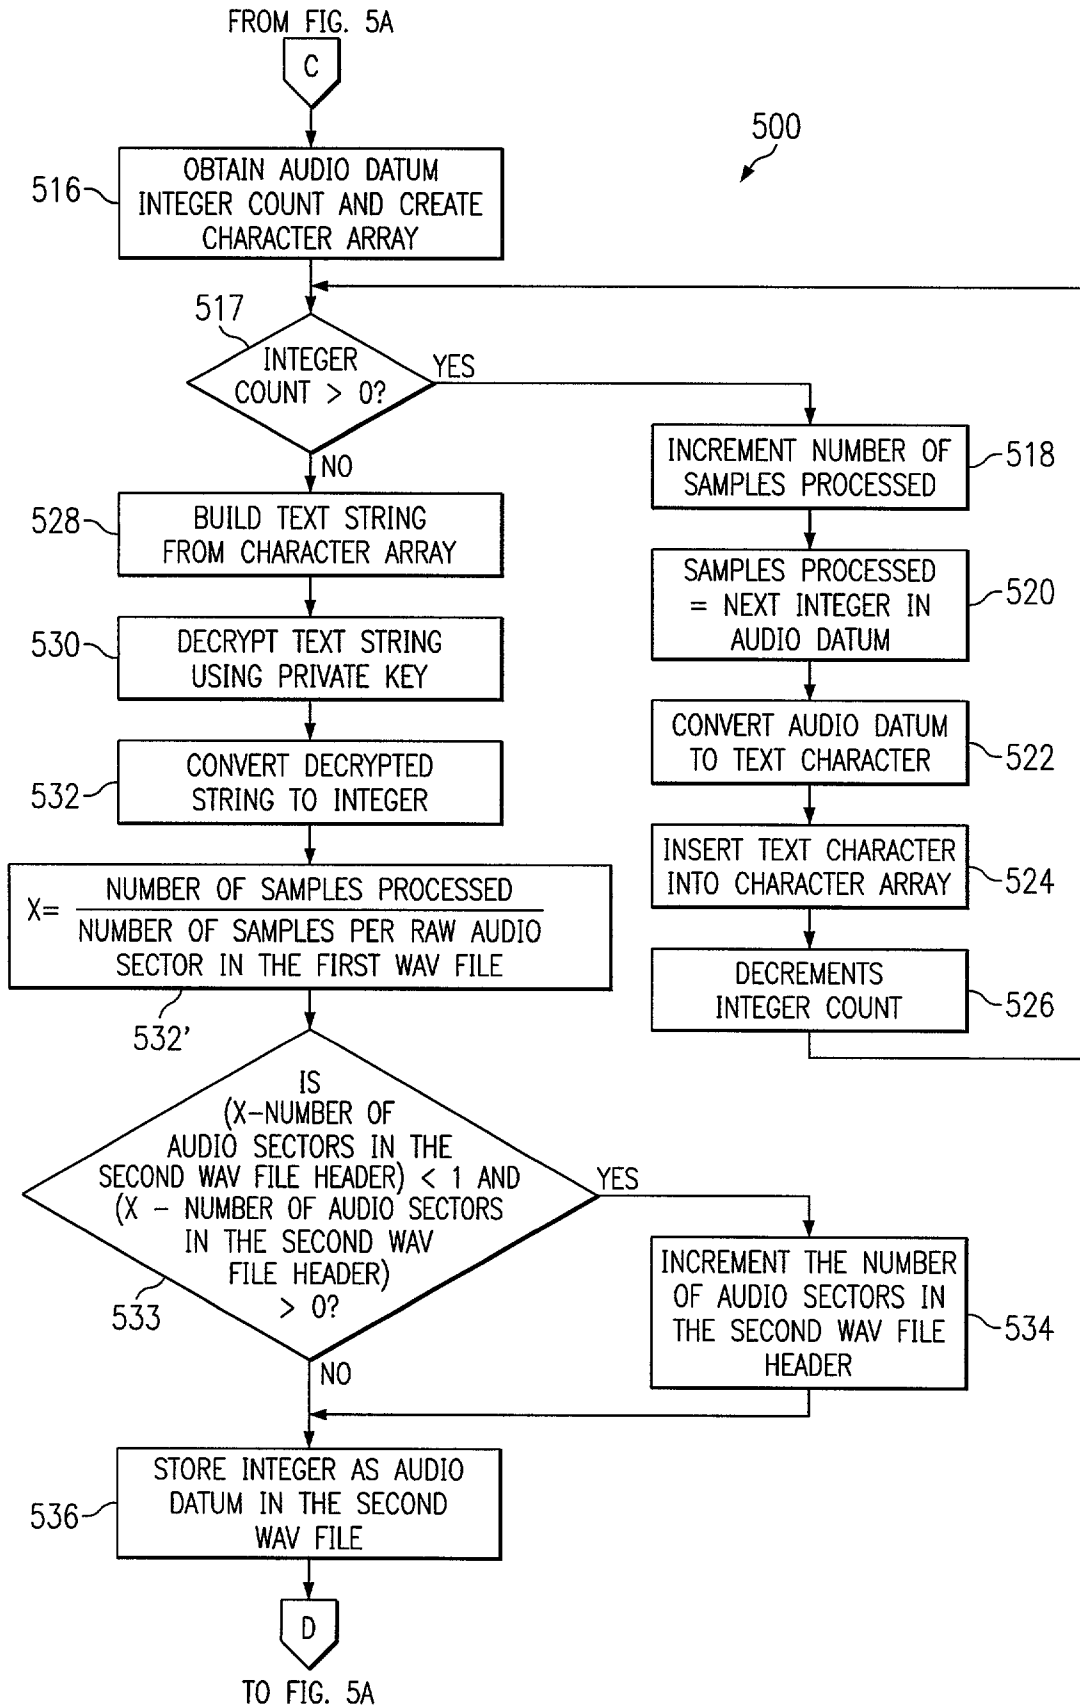 FROM FIG. 5A
C
500
516
OBTAIN AUDIO DATUM
INTEGER COUNT AND CREATE
CHARACTER ARRAY
517
INTEGER
COUNT > 0?
YES
NO
INCREMENT NUMBER OF
SAMPLES PROCESSED
518
SAMPLES PROCESSED
= NEXT INTEGER IN
AUDIO DATUM
520
CONVERT AUDIO DATUM
TO TEXT CHARACTER
522
INSERT TEXT CHARACTER
INTO CHARACTER ARRAY
524
DECREMENTS
INTEGER COUNT
526
528
BUILD TEXT STRING
FROM CHARACTER ARRAY
530
DECRYPT TEXT STRING
USING PRIVATE KEY
532
CONVERT DECRYPTED
STRING TO INTEGER
X= NUMBER OF SAMPLES PROCESSED
NUMBER OF SAMPLES PER RAW AUDIO
SECTOR IN THE FIRST WAV FILE
532'
IS
(X-NUMBER OF
AUDIO SECTORS IN THE
SECOND WAV FILE HEADER) < 1 AND
(X - NUMBER OF AUDIO SECTORS
IN THE SECOND WAV
FILE HEADER)
> 0?
533
YES
NO
INCREMENT THE NUMBER
OF AUDIO SECTORS IN
THE SECOND WAV FILE
HEADER
534
536
STORE INTEGER AS AUDIO
DATUM IN THE SECOND
WAV FILE
D
TO FIG. 5A